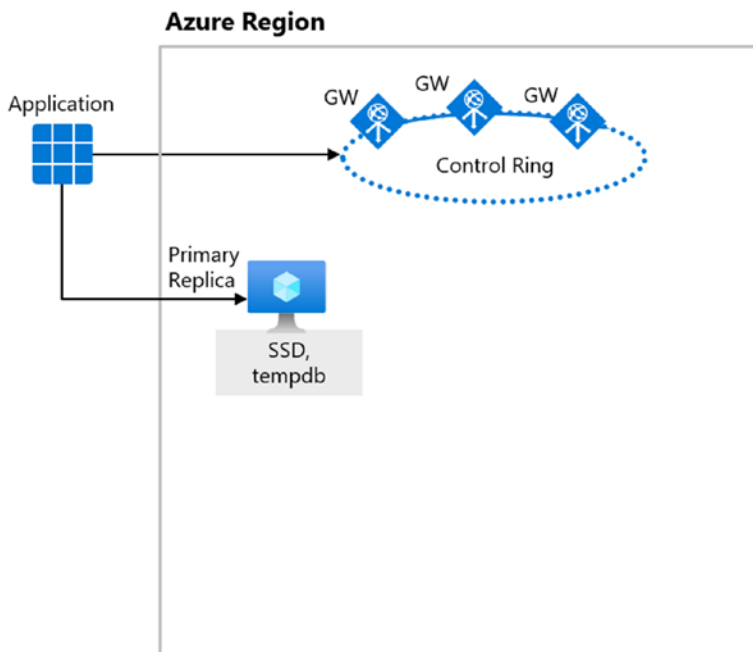 Azure Region
Application
GW
GW
GW
Control Ring
Primary
Replica
SSD,
tempdb